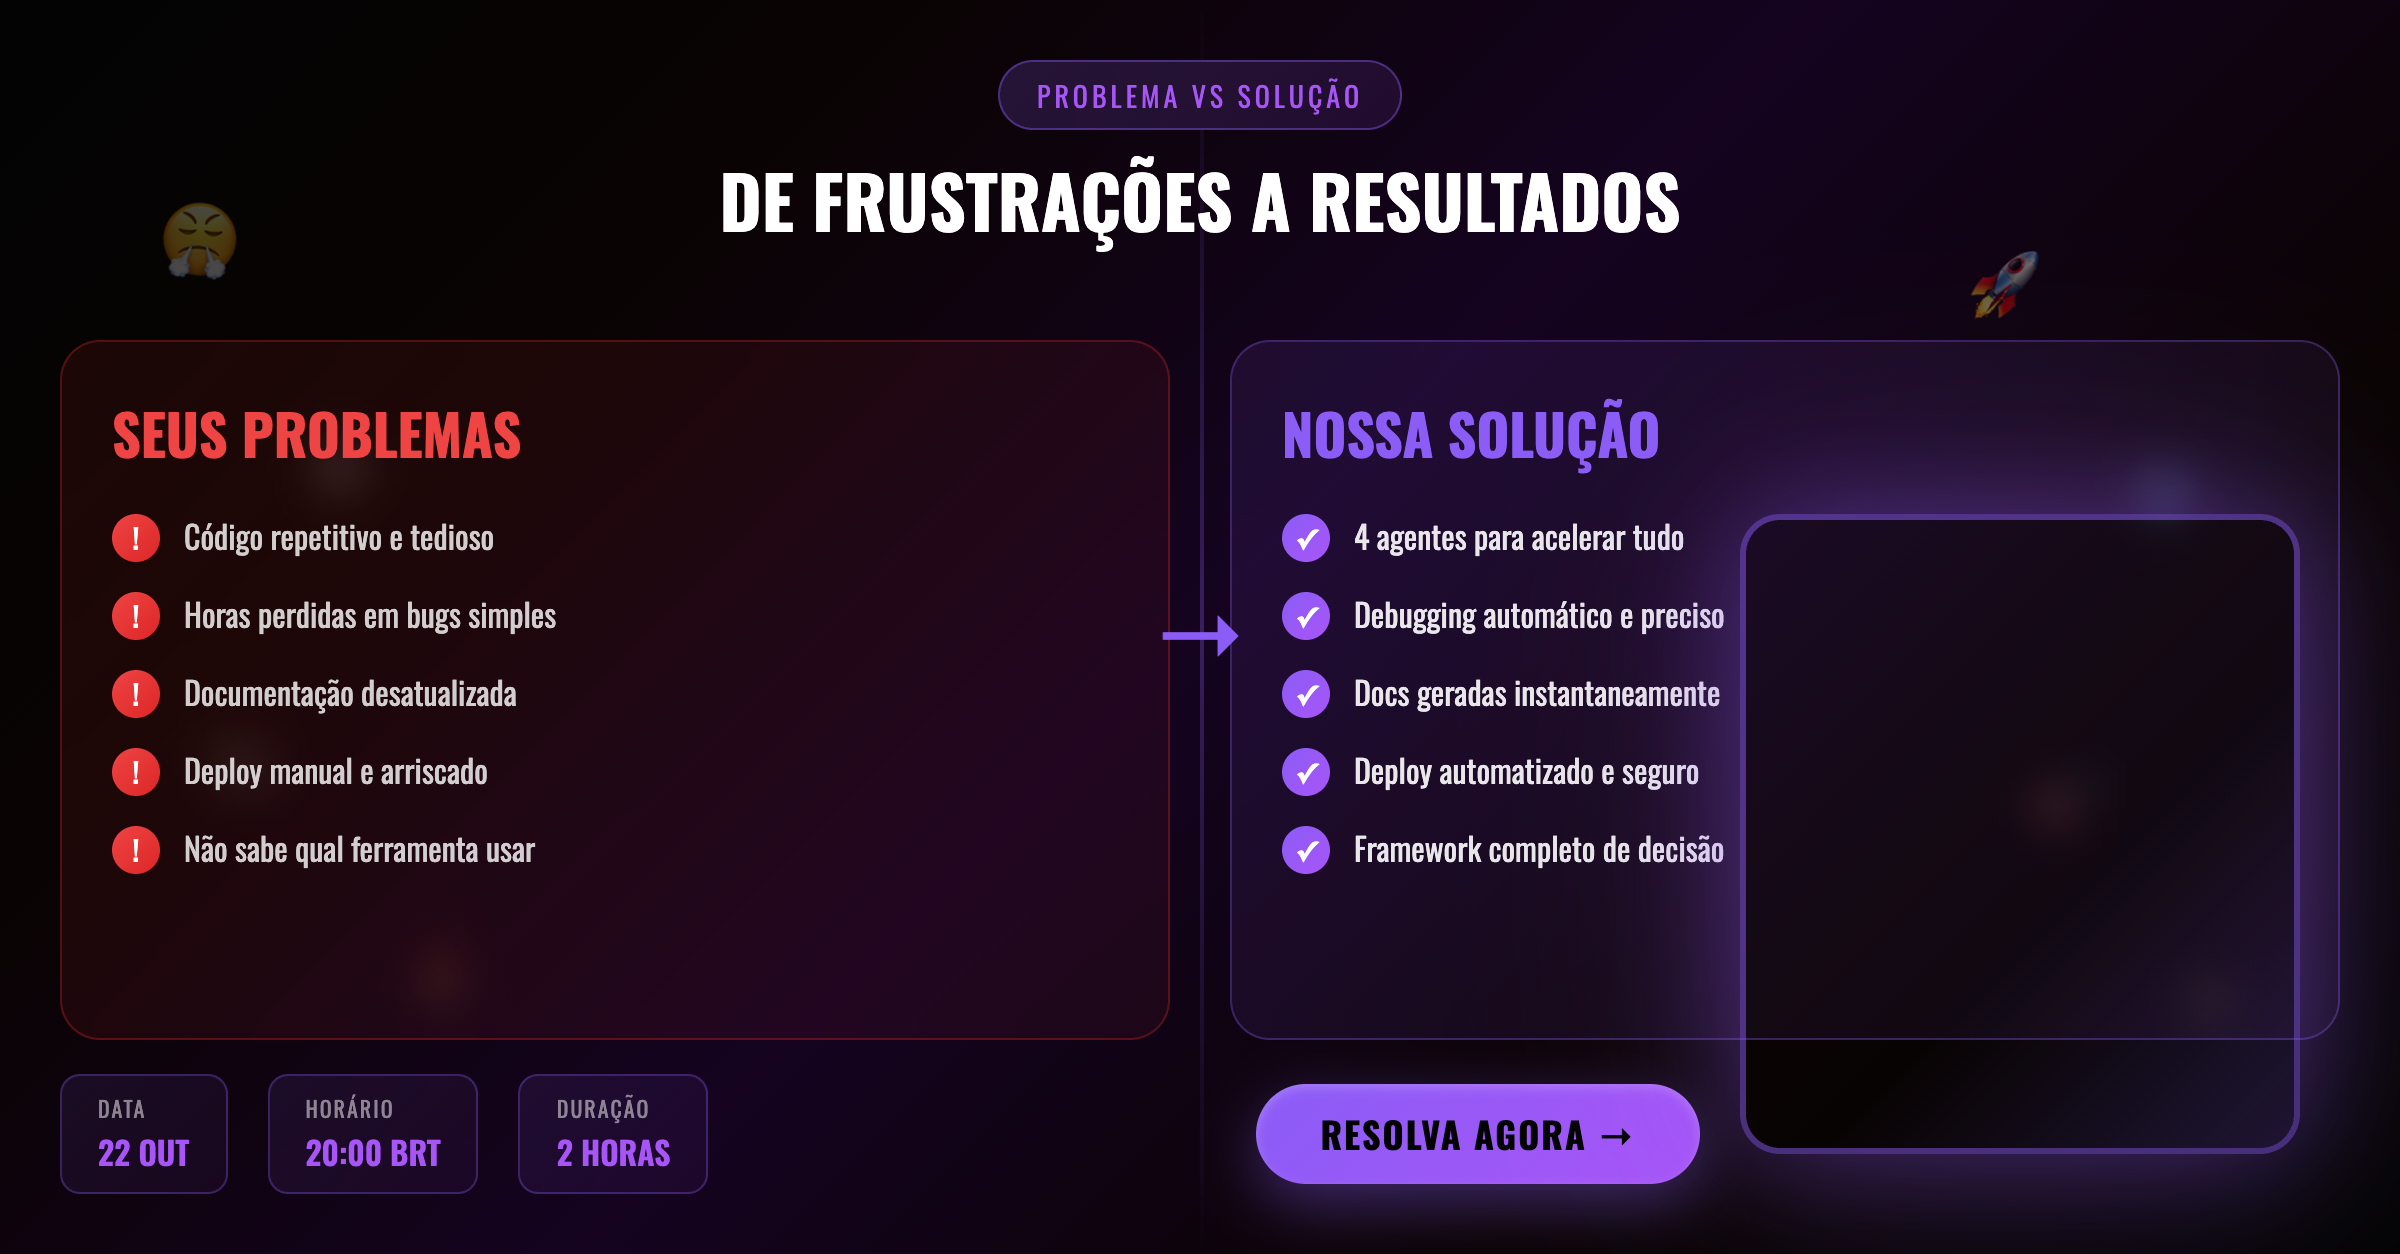 PROBLEMA VS SOLUÇÃO
DE FRUSTRAÇÕES A RESULTADOS
SEUS PROBLEMAS
! Código repetitivo e tedioso
! Horas perdidas em bugs simples
! Documentação desatualizada
! Deploy manual e arriscado
! Não sabe qual ferramenta usar
→
NOSSA SOLUÇÃO
✓ 4 agentes para acelerar tudo
✓ Debugging automático e preciso
✓ Docs geradas instantaneamente
✓ Deploy automatizado e seguro
✓ Framework completo de decisão
DATA
22 OUT
HORÁRIO
20:00 BRT
DURAÇÃO
2 HORAS
RESOLVA AGORA →